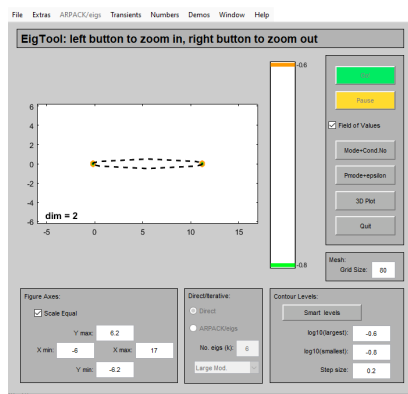 File Extras ARPACK/eigs Transients Numbers Demos Window Help
EigTool: left button to zoom in, right button to zoom out
-0.6
-0.8
6
4
2
0
-2
-4
-6
-5 0 5 10 15
dim = 2
Go
Pause
Field of Values
Mode+Cond.No
Pmode+epsilon
3D Plot
Quit
Mesh:
Grid Size: 80
Figure Axes:
Scale Equal
Y max: 6.2
X min: -6 X max: 17
Y min: -6.2
Direct/Iterative:
Direct
ARPACK/eigs
No. eigs (k): 6
Large Mod.
Contour Levels:
Smart levels
log10(largest): -0.6
log10(smallest): -0.8
Step size: 0.2